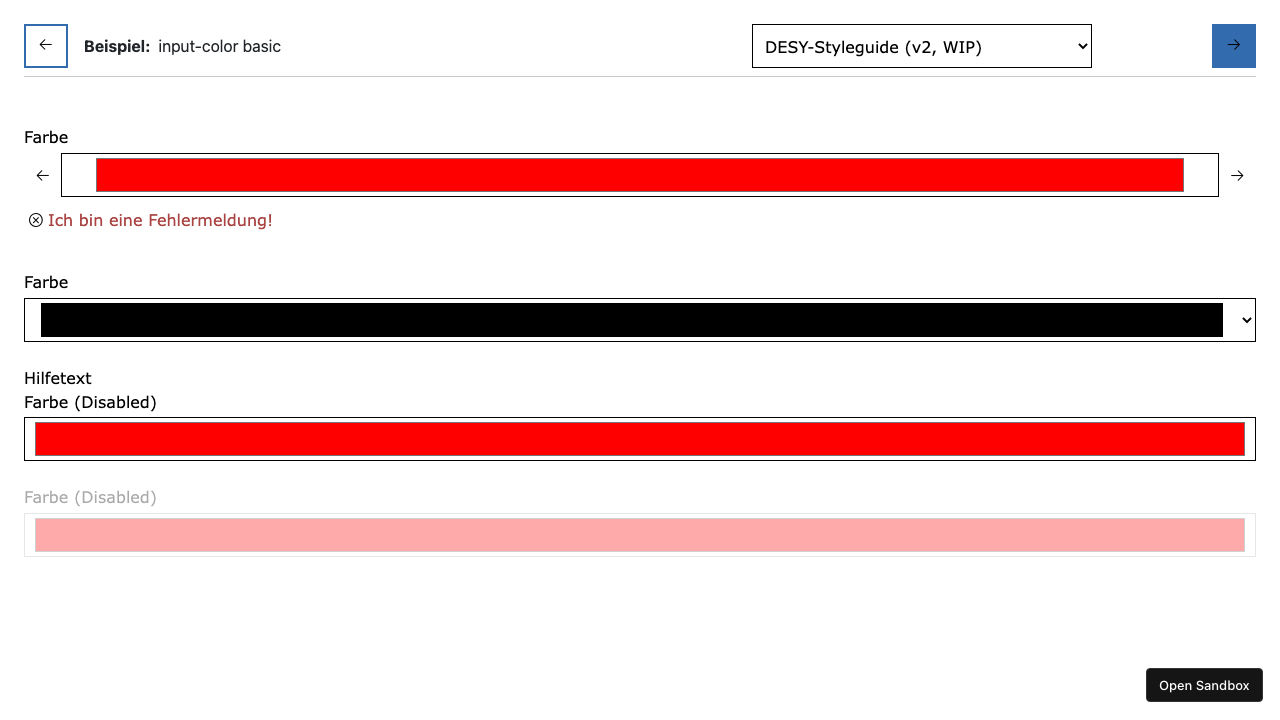 Beispiel: input-color basic
DESY-Styleguide (v2, WIP)
Farbe
Ich bin eine Fehlermeldung!
Farbe
Hilfetext
Farbe (Disabled)
Farbe (Disabled)
Open Sandbox